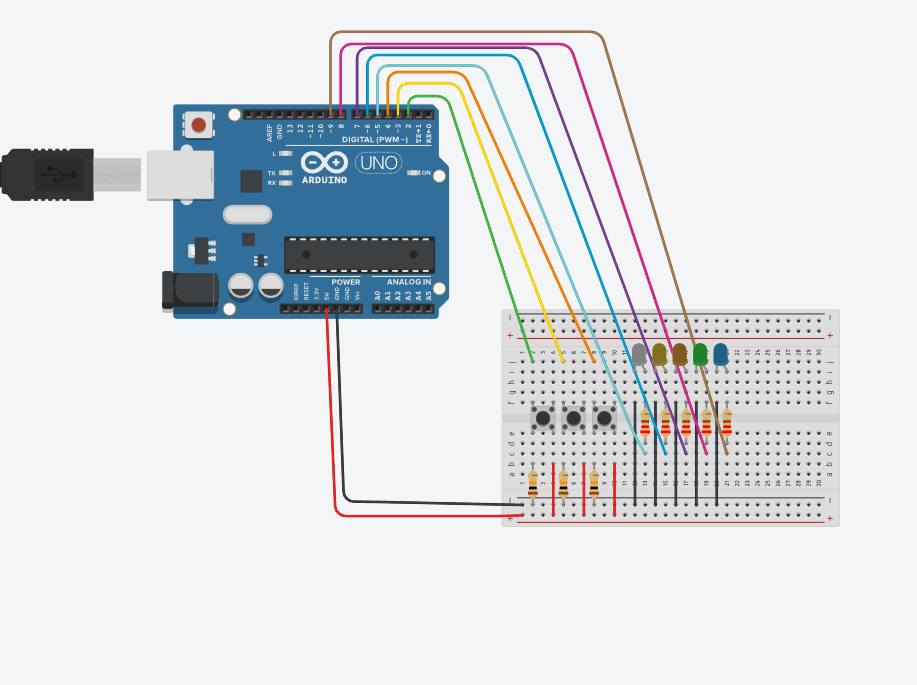 AREF
GND
13
12
~11
~10
~9
8
7
~6
~5
4
~3
2
TX→1
RX←0
DIGITAL (PWM~)
L
TX
RX
ARDUINO
UNO
ON
POWER
ANALOG IN
IOREF
RESET
3.3V
5V
GND
GND
Vin
A0
A1
A2
A3
A4
A5